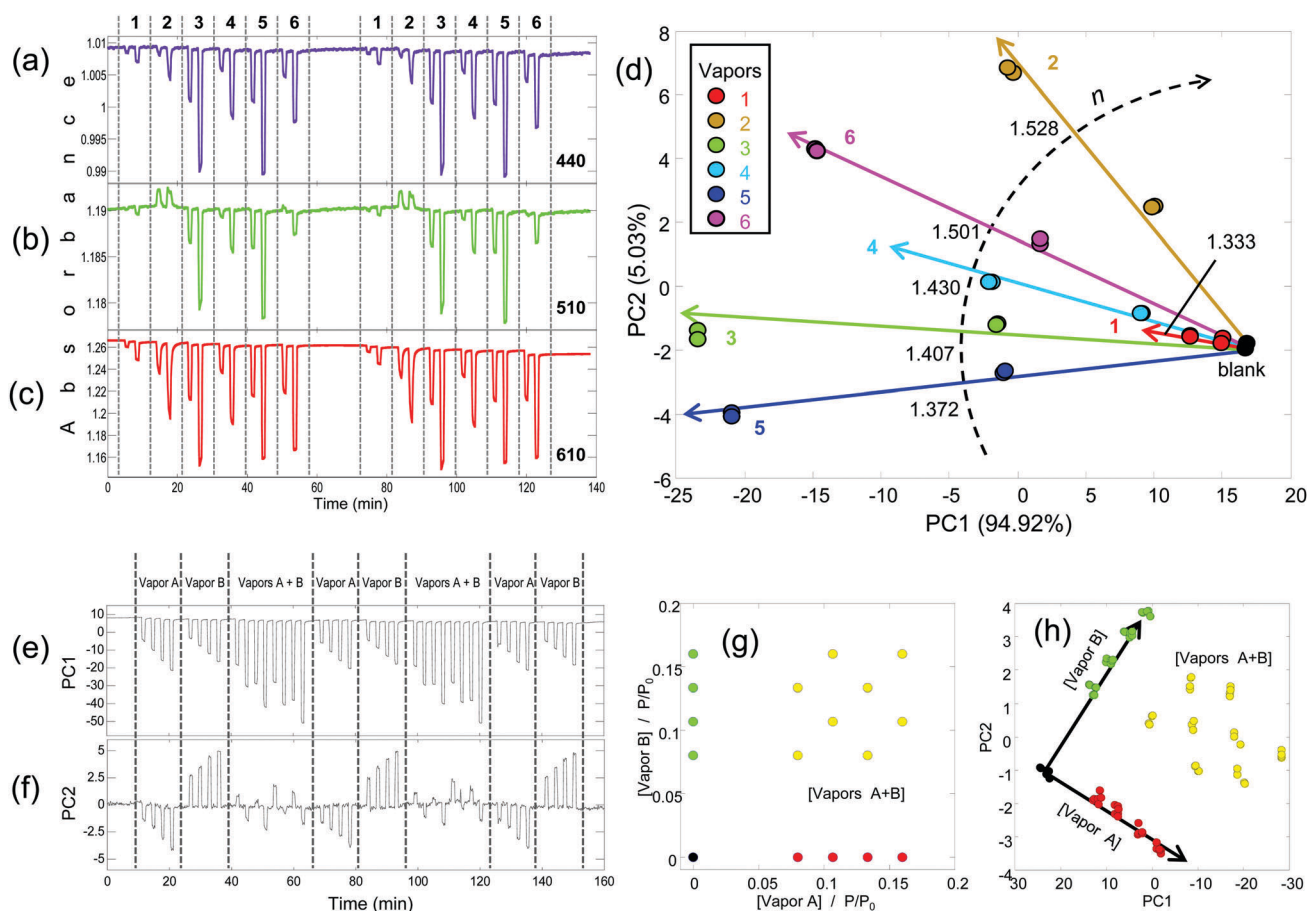 1 2 3 4 5 6 1 2 3 4 5 6
(a)
1.01
1.005
1
0.995
0.99
440
(b)
1.19
1.185
1.18
510
(c)
1.26
1.24
1.22
1.2
1.18
1.16
610
Absorbance
0 20 40 60 80 100 120 140
Time (min)
(d)
Vapors
1
2
3
4
5
6
8
6
4
2
0
-2
-4
-6
PC2 (5.03%)
2
n
1.528
6
1.501
1.333
4
1.430
1
3
1.407
blank
1.372
5
-25 -20 -15 -10 -5 0 5 10 15 20
PC1 (94.92%)
Vapor A Vapor B Vapors A + B Vapor A Vapor B Vapors A + B Vapor A Vapor B
(e)
PC1
10
0
-10
-20
-30
-40
-50
(f)
PC2
5
2.5
0
-2.5
-5
0 20 40 60 80 100 120 140 160
Time (min)
(g)
0.2
0.15
0.1
0.05
0
[Vapor B] / P/P₀
[Vapors A+B]
0 0.05 0.1 0.15 0.2
[Vapor A] / P/P₀
(h)
4
3
2
1
0
-1
-2
-3
-4
PC2
[Vapor B]
[Vapors A+B]
[Vapor A]
30 20 10 0 -10 -20 -30
PC1